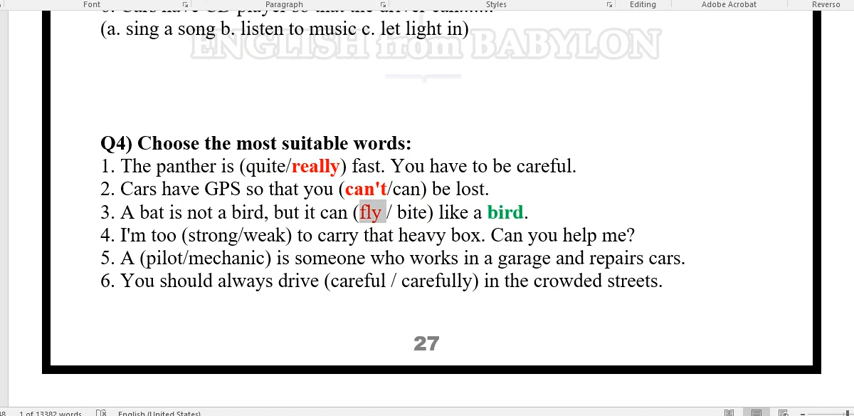 Font Paragraph Styles Editing Adobe Acrobat Reverso
(a. sing a song b. listen to music c. let light in)
ENGLISH from BABYLON
Q4) Choose the most suitable words:
1. The panther is (quite/really) fast. You have to be careful.
2. Cars have GPS so that you (can't/can) be lost.
3. A bat is not a bird, but it can (fly / bite) like a bird.
4. I'm too (strong/weak) to carry that heavy box. Can you help me?
5. A (pilot/mechanic) is someone who works in a garage and repairs cars.
6. You should always drive (careful / carefully) in the crowded streets.
27
1 of 13382 words English (United States)